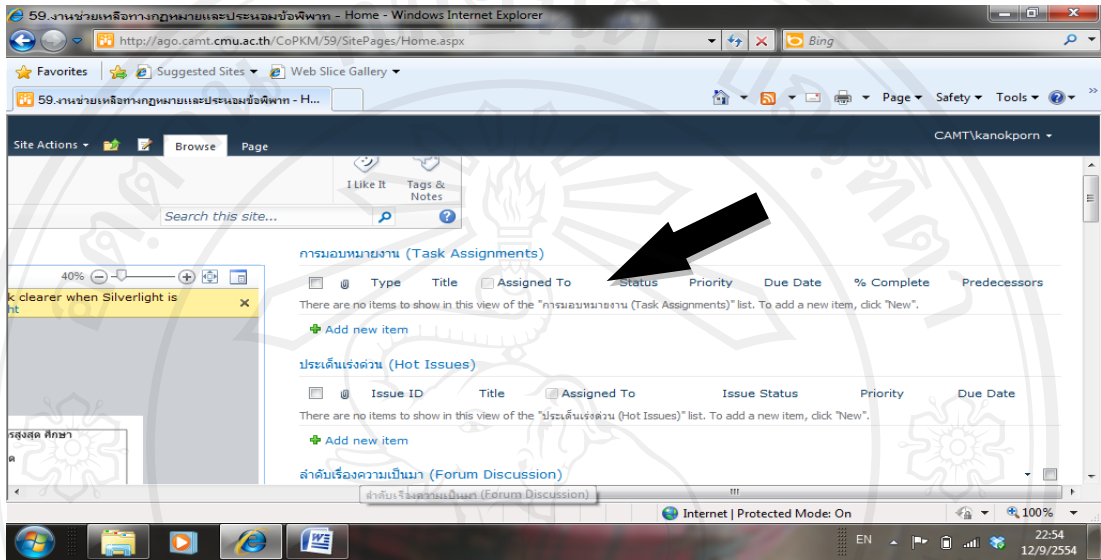 59.งานช่วยเหลือทางกฎหมายและประนอมข้อพิพาท - Home - Windows Internet Explorer
http://ago.camt.cmu.ac.th/CoPKM/59/SitePages/Home.aspx
Bing
Favorites Suggested Sites Web Slice Gallery
59.งานช่วยเหลือทางกฎหมายและประนอมข้อพิพาท - H...
Page Safety Tools
Site Actions Browse Page CAMT\kanokporn
I Like It Tags & Notes
Search this site...
40%
k clearer when Silverlight is
ht
การมอบหมายงาน (Task Assignments)
Type Title Assigned To Status Priority Due Date % Complete Predecessors
There are no items to show in this view of the "การมอบหมายงาน (Task Assignments)" list. To add a new item, click "New".
Add new item
ประเด็นเร่งด่วน (Hot Issues)
Issue ID Title Assigned To Issue Status Priority Due Date
There are no items to show in this view of the "ประเด็นเร่งด่วน (Hot Issues)" list. To add a new item, click "New".
Add new item
รสูงสุด ศึกษา
ด
ลำดับเรื่องความเป็นมา (Forum Discussion)
ลำดับเรื่องความเป็นมา (Forum Discussion)
Internet | Protected Mode: On 100%
EN 22:54
12/9/2554